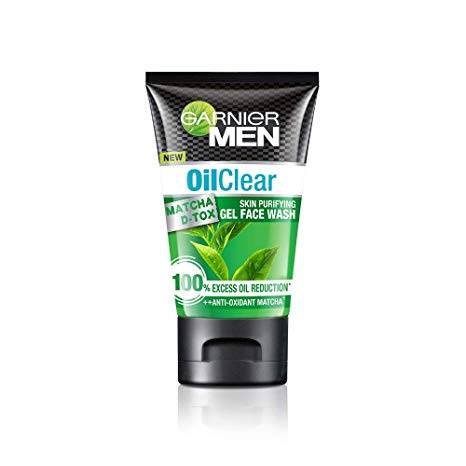 GARNIER
MEN
NEW
OilClear
MATCHA
D-TOX
SKIN PURIFYING
GEL FACE WASH
100% EXCESS OIL REDUCTION*
++ANTI-OXIDANT MATCHA